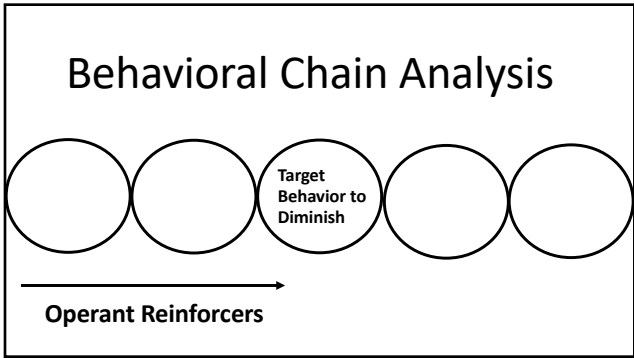 Behavioral Chain Analysis
Target
Behavior to
Diminish
Operant Reinforcers